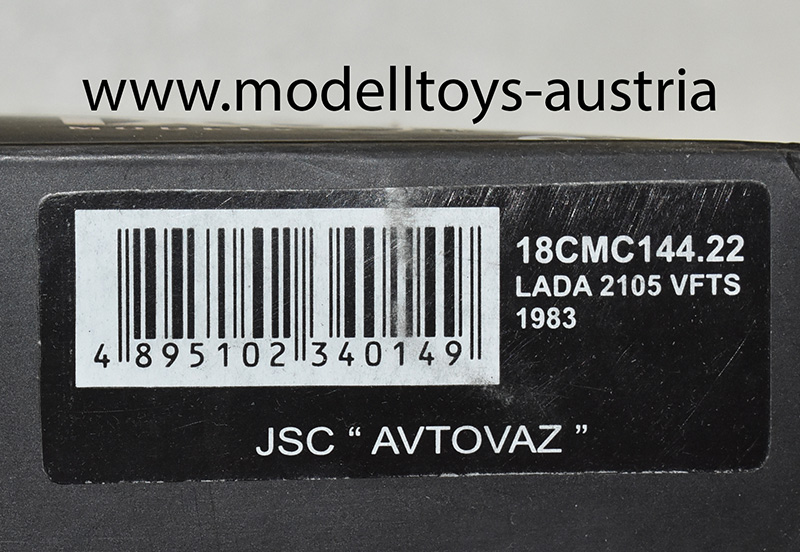 www.modelltoys-austria
18CMC144.22
LADA 2105 VFTS
1983
4 895102 340149
JSC “ AVTOVAZ ”